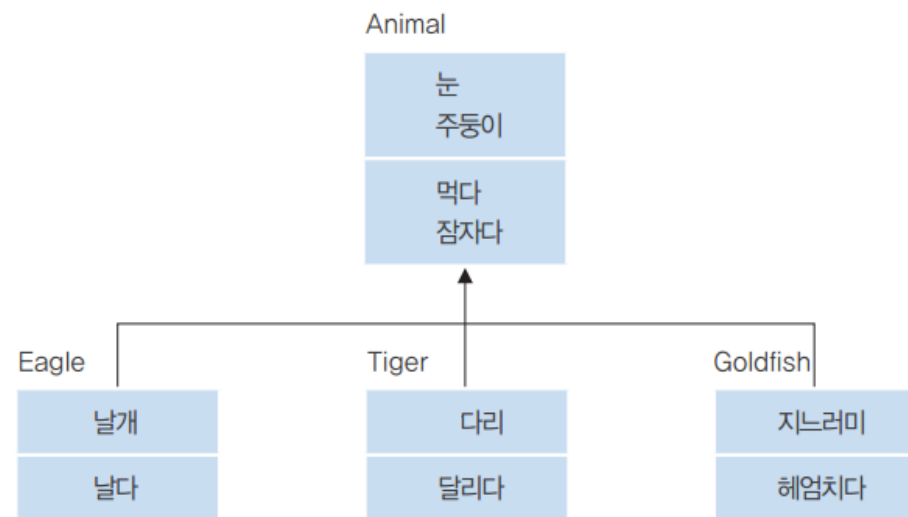 Animal
눈
주둥이
먹다
잠자다
Eagle
Tiger
Goldfish
날개
다리
지느러미
날다
달리다
헤엄치다